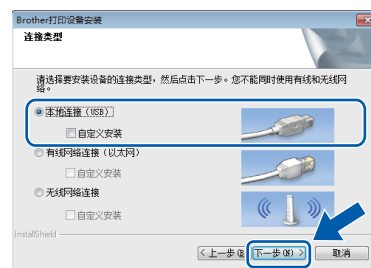 Brother打印设备安装
连接类型
请选择要安装设备的连接类型，然后点击下一步。您不能同时使用有线和无线网
络。
本地连接（USB）
自定义安装
有线网络连接（以太网）
自定义安装
无线网络连接
自定义安装
InstallShield
<上一步(B) 下一步(N) > 取消